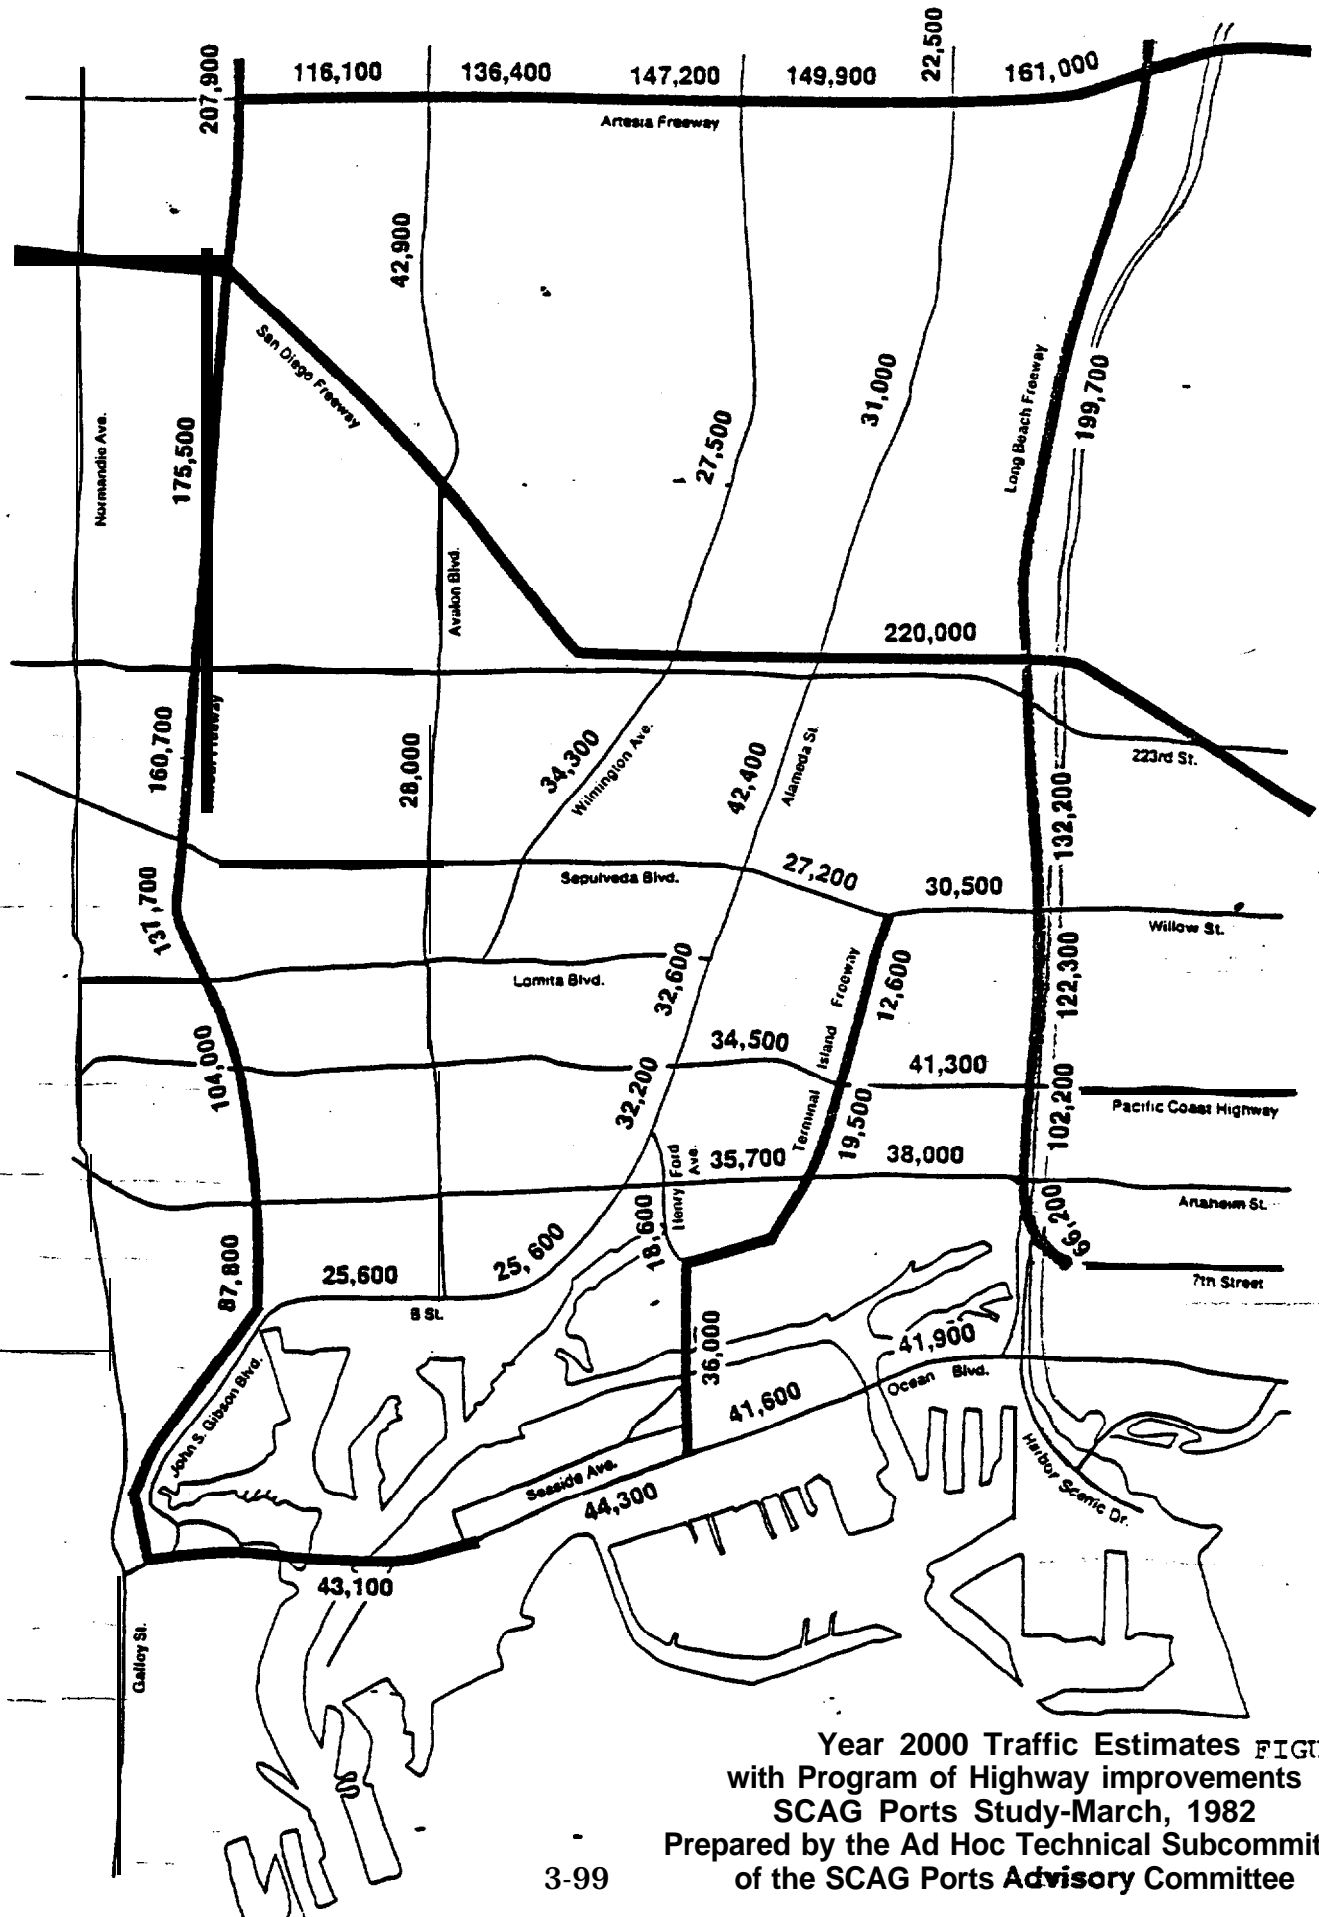 207,900
116,100
136,400
147,200
149,900
22,500
161,000
Artesia Freeway
42,900
San Diego Freeway
175,500
Normandie Ave.
27,500
31,000
Long Beach Freeway
199,700
Avalon Blvd.
220,000
160,700
Freeway
28,000
34,300
Wilmington Ave.
42,400
Alameda St.
223rd St.
132,200
137,700
Sepulveda Blvd.
27,200
30,500
Willow St.
Lomita Blvd.
32,600
Terminal Island Freeway
12,600
122,300
104,000
34,500
41,300
Pacific Coast Highway
102,200
32,200
19,500
Henry Ford Ave.
35,700
38,000
Anaheim St.
87,800
25,600
25,600
18,600
66,200
7th Street
B St.
36,000
41,900
John S. Gibson Blvd.
41,600
Ocean Blvd.
Seaside Ave.
44,300
Harbor Scenic Dr.
43,100
Gaffey St.
Year 2000 Traffic Estimates
with Program of Highway improvements
SCAG Ports Study-March, 1982
Prepared by the Ad Hoc Technical
of the SCAG Ports Advisory Committee
3-99